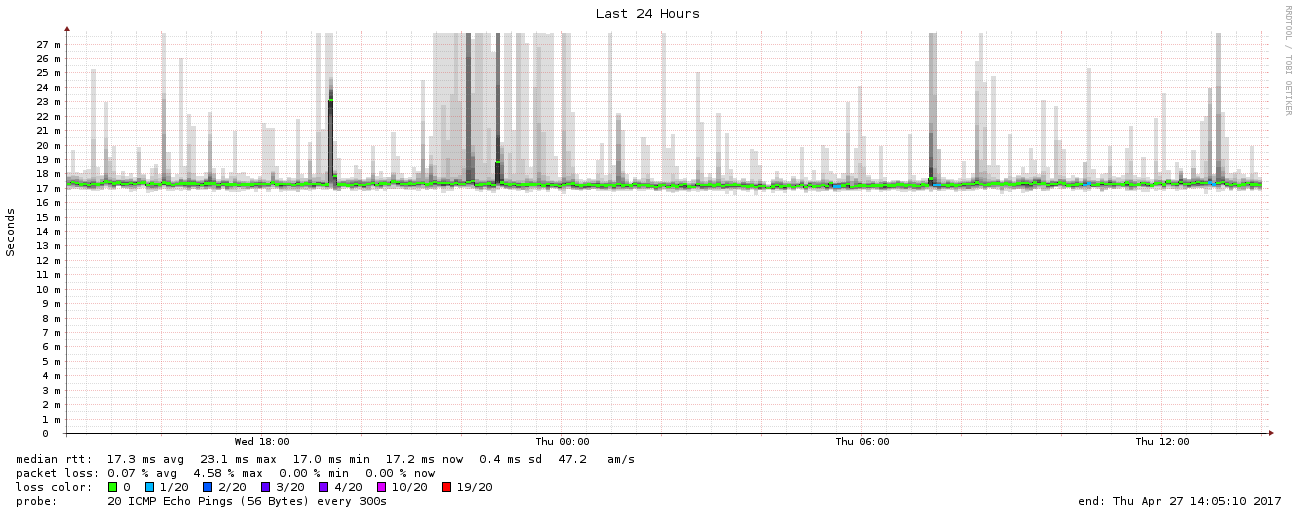 Last 24 Hours
RRDTOOL / TOBI OETIKER
Seconds
27 m
26 m
25 m
24 m
23 m
22 m
21 m
20 m
19 m
18 m
17 m
16 m
15 m
14 m
13 m
12 m
11 m
10 m
9 m
8 m
7 m
6 m
5 m
4 m
3 m
2 m
1 m
0
Wed 18:00 Thu 00:00 Thu 06:00 Thu 12:00
median rtt: 17.3 ms avg 23.1 ms max 17.0 ms min 17.2 ms now 0.4 ms sd 47.2 am/s
packet loss: 0.07 % avg 4.58 % max 0.00 % min 0.00 % now
loss color: 0 1/20 2/20 3/20 4/20 10/20 19/20
probe: 20 ICMP Echo Pings (56 Bytes) every 300s end: Thu Apr 27 14:05:10 2017